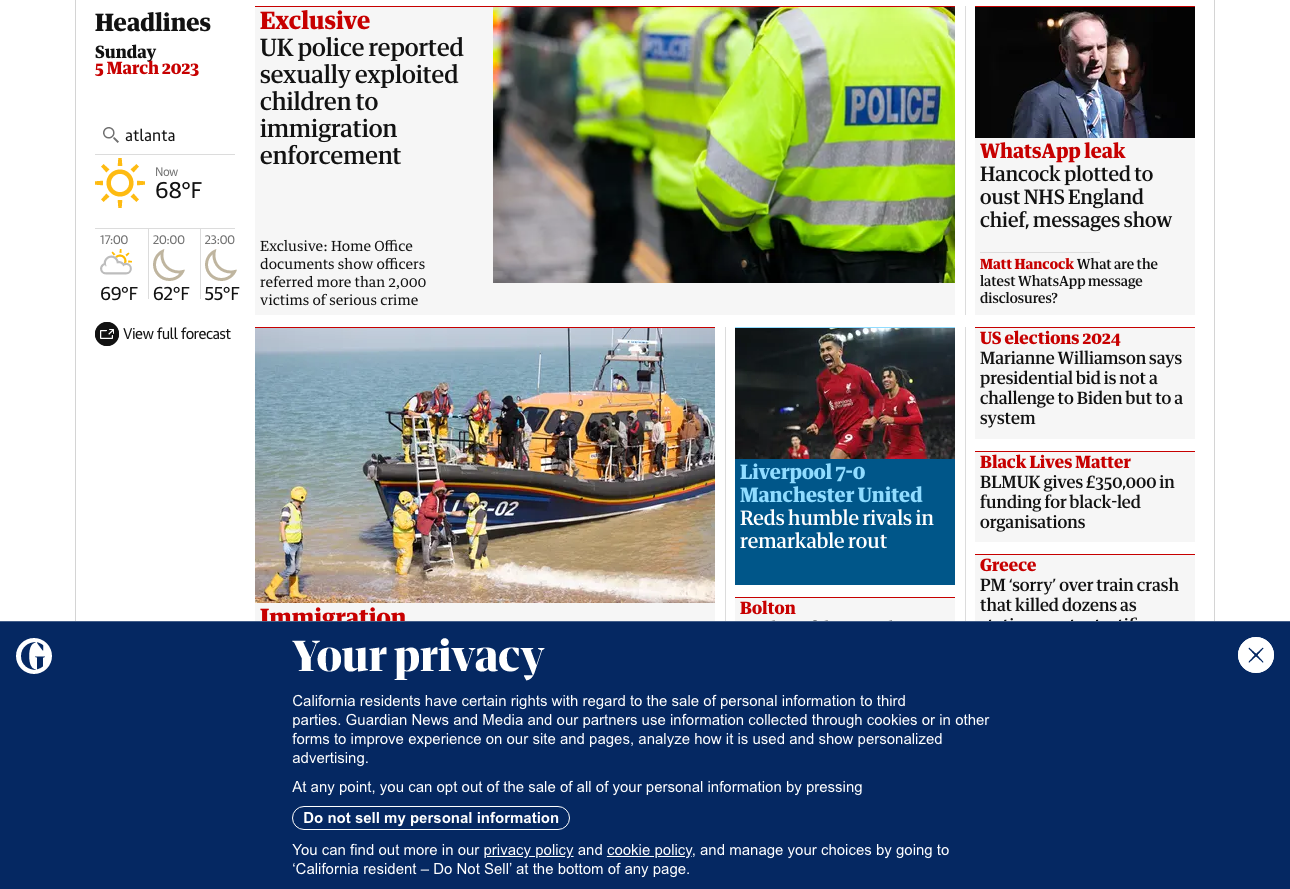 Headlines
Sunday
5 March 2023
atlanta
Now
68°F
17:00
20:00
23:00
69°F
62°F
55°F
View full forecast
Exclusive
UK police reported
sexually exploited
children to
immigration
enforcement
Exclusive: Home Office
documents show officers
referred more than 2,000
victims of serious crime
POLICE
POLICE
WhatsApp leak
Hancock plotted to
oust NHS England
chief, messages show
Matt Hancock What are the
latest WhatsApp message
disclosures?
-02
Immigration
9
Liverpool 7-0
Manchester United
Reds humble rivals in
remarkable rout
Bolton
US elections 2024
Marianne Williamson says
presidential bid is not a
challenge to Biden but to a
system
Black Lives Matter
BLMUK gives £350,000 in
funding for black-led
organisations
Greece
PM ‘sorry’ over train crash
that killed dozens as
Your privacy
California residents have certain rights with regard to the sale of personal information to third
parties. Guardian News and Media and our partners use information collected through cookies or in other
forms to improve experience on our site and pages, analyze how it is used and show personalized
advertising.
At any point, you can opt out of the sale of all of your personal information by pressing
Do not sell my personal information
You can find out more in our privacy policy and cookie policy, and manage your choices by going to
‘California resident – Do Not Sell’ at the bottom of any page.